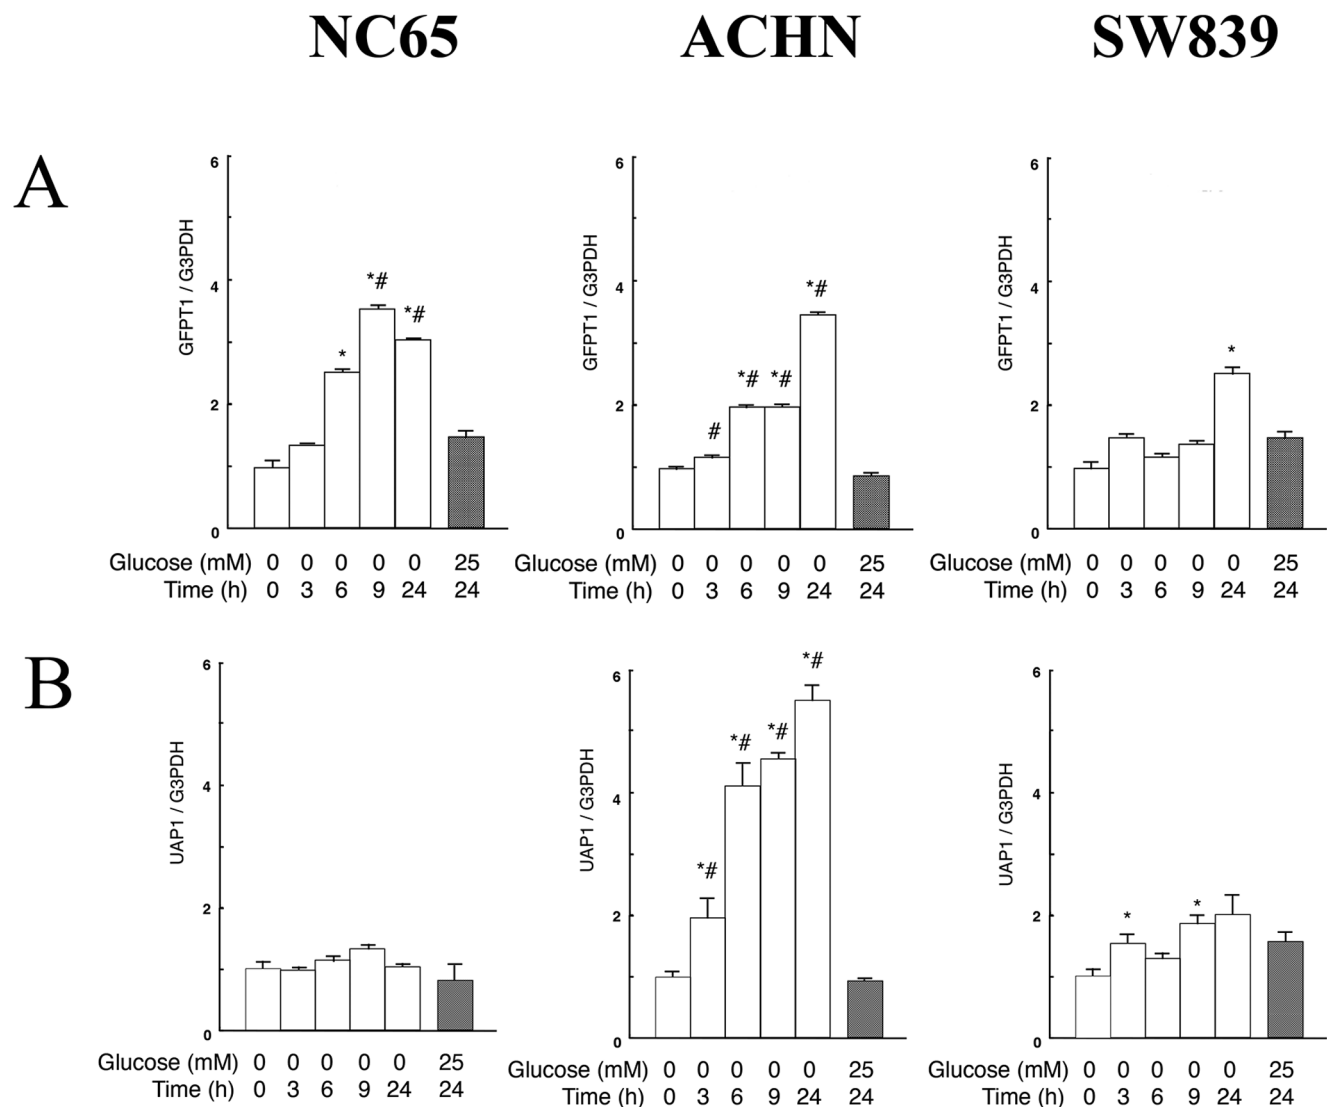 NC65 ACHN SW839
A
6 6 6
GFPT1 / G3PDH GFPT1 / G3PDH GFPT1 / G3PDH
*# *#
4 4 4
*#
* *
*# *#
2 2 2
#
0 0 0
Glucose (mM) 0 0 0 0 0 25 Glucose (mM) 0 0 0 0 0 25 0 0 0 0 0 25
Time (h) 0 3 6 9 24 24 Time (h) 0 3 6 9 24 24 0 3 6 9 24 24
B
6 6 6
UAP1 / G3PDH UAP1 / G3PDH UAP1 / G3PDH
*#
*# *#
4 4 4
*#
2 2 2
* *
0 0 0
Glucose (mM) 0 0 0 0 0 25 Glucose (mM) 0 0 0 0 0 25 0 0 0 0 0 25
Time (h) 0 3 6 9 24 24 Time (h) 0 3 6 9 24 24 0 3 6 9 24 24